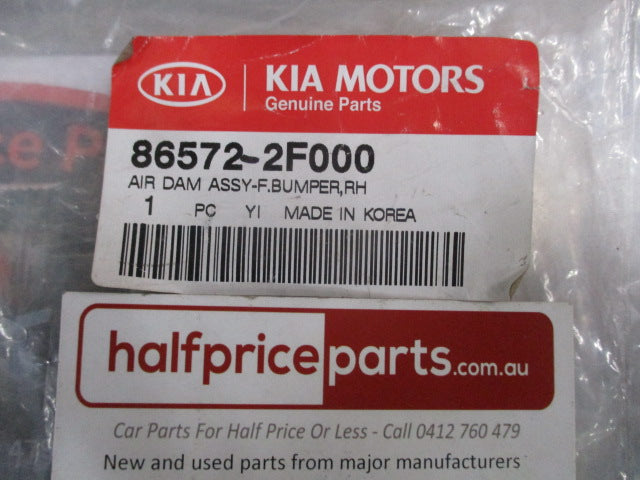 KIA
KIA MOTORS
Genuine Parts
86572-2F000
AIR DAM ASSY-F.BUMPER,RH
1 PC YI MADE IN KOREA
halfpriceparts.com.au
Car Parts For Half Price Or Less - Call 0412 760 479
New and used parts from major manufacturers